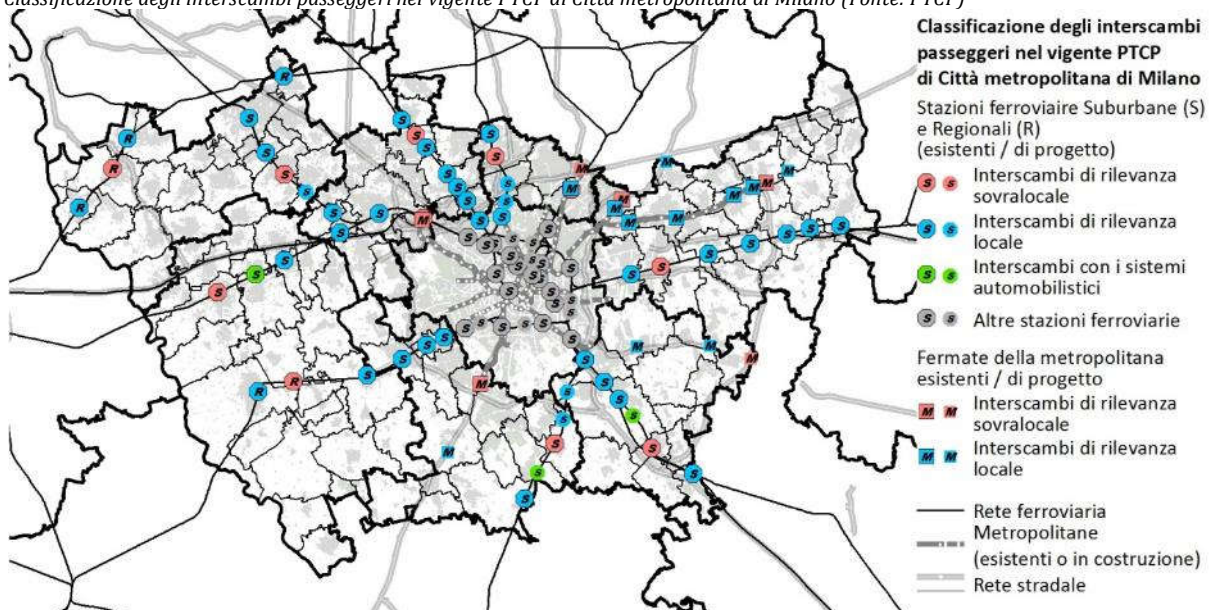 Classificazione degli interscambi passeggeri nel vigente PTCP di Città metropolitana di Milano (Fonte: PTCP)
Classificazione degli interscambi
passeggeri nel vigente PTCP
di Città metropolitana di Milano
Stazioni ferroviaire Suburbane (S)
e Regionali (R)
(esistenti / di progetto)
S S Interscambi di rilevanza
sovralocale
S S Interscambi di rilevanza
locale
S S Interscambi con i sistemi
automobilistici
S S Altre stazioni ferroviarie
Fermate della metropolitana
esistenti / di progetto
M M Interscambi di rilevanza
sovralocale
M M Interscambi di rilevanza
locale
Rete ferroviaria
Metropolitane
(esistenti o in costruzione)
Rete stradale